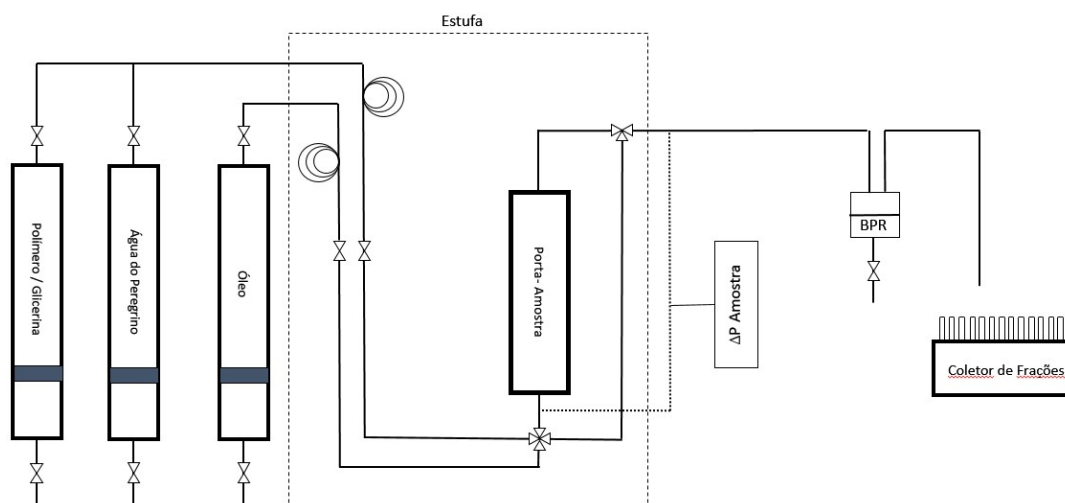 Estufa
Polímero / Glicerina
Água do Peregrino
Óleo
Porta- Amostra
ΔP Amostra
BPR
Coletor de Frações